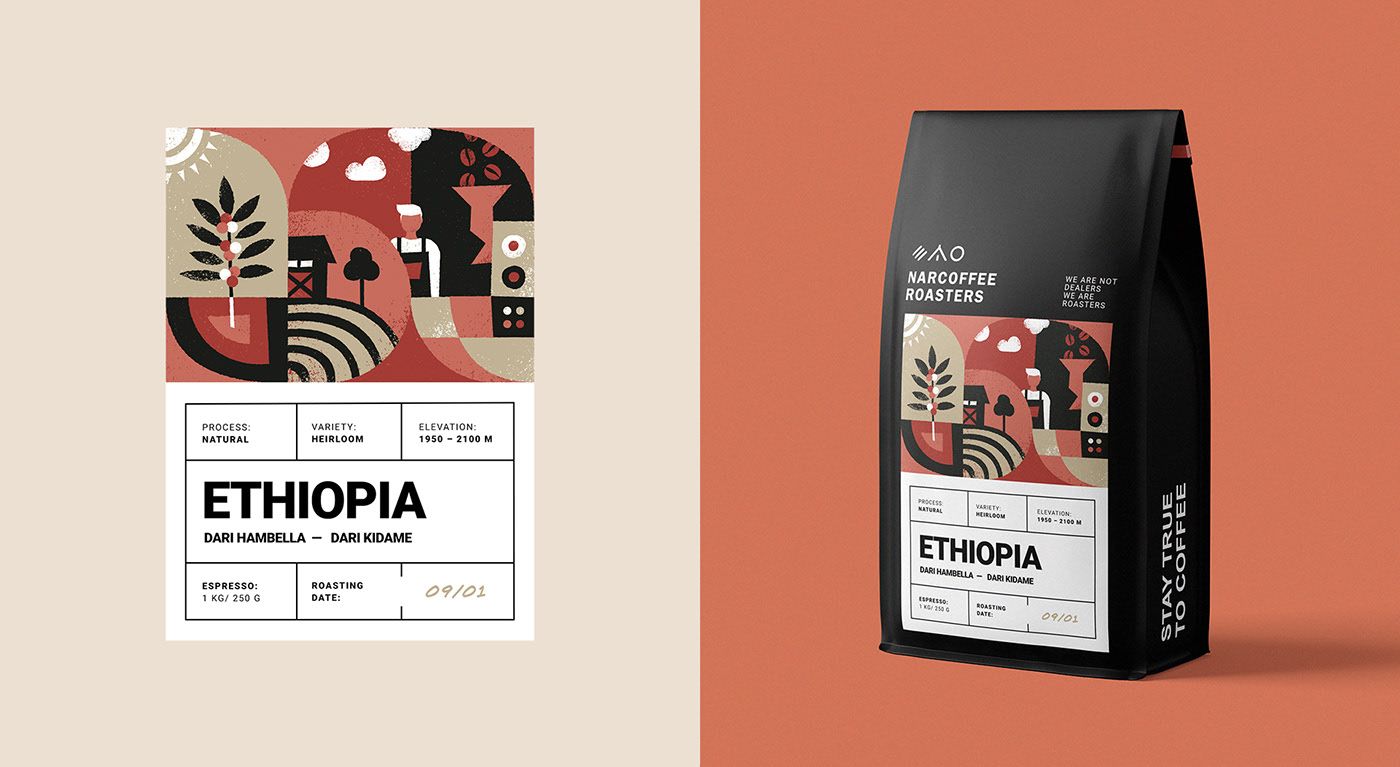 PROCESS:
NATURAL
VARIETY:
HEIRLOOM
ELEVATION:
1950 – 2100 M
ETHIOPIA
DARI HAMBELLA — DARI KIDAME
ESPRESSO:
1 KG/ 250 G
ROASTING
DATE:
09/01
NARCOFFEE
ROASTERS
WE ARE NOT
DEALERS
WE ARE
ROASTERS
PROCESS:
NATURAL
VARIETY:
HEIRLOOM
ELEVATION:
1950 – 2100 M
ETHIOPIA
DARI HAMBELLA — DARI KIDAME
ESPRESSO:
1 KG/ 250 G
ROASTING
DATE:
09/01
STAY TRUE
TO COFFEE